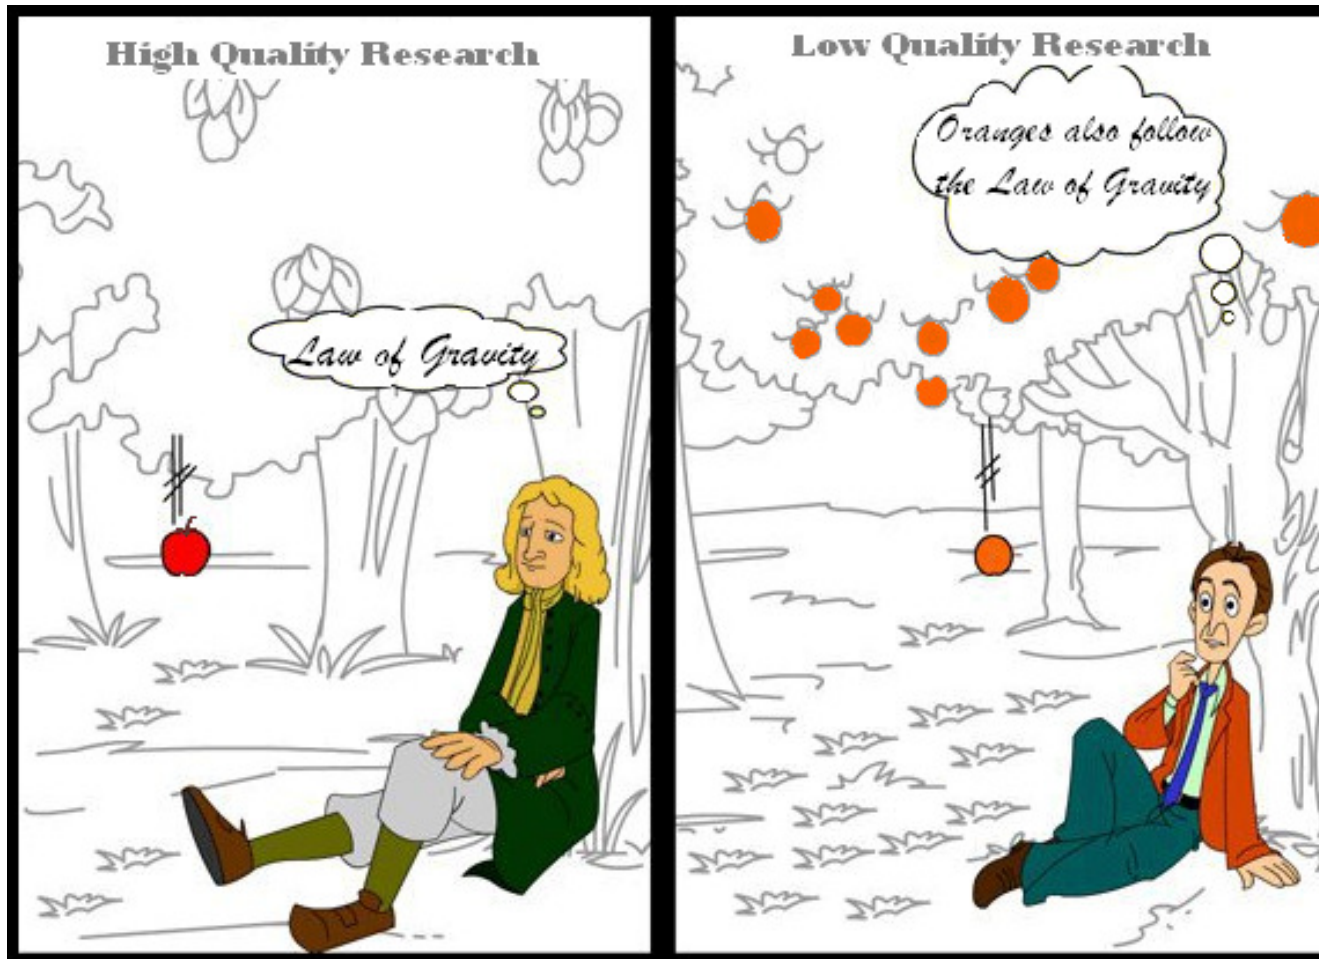 High Quality Research
Law of Gravity
Low Quality Research
Oranges also follow
the Law of Gravity